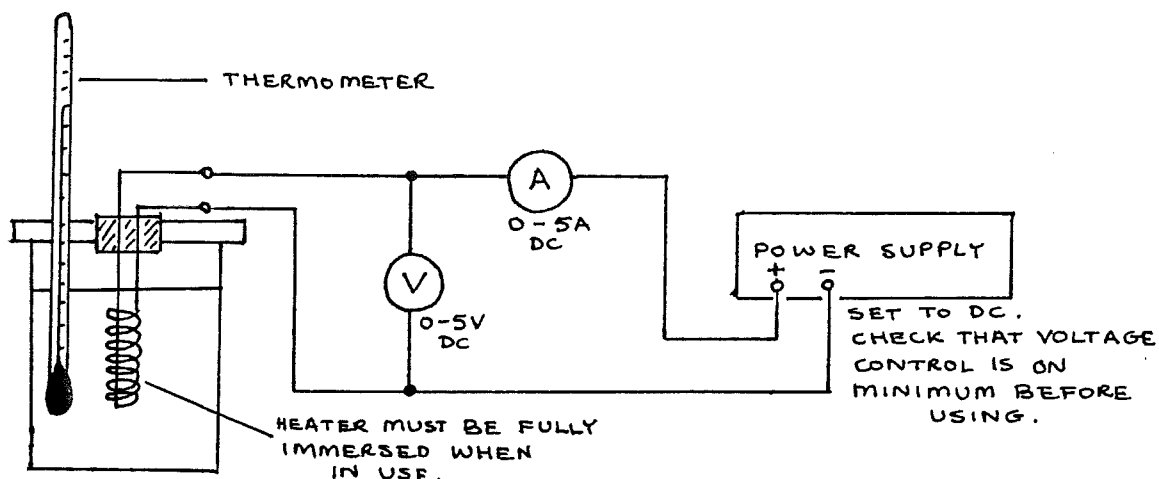 THERMOMETER
A
0-5A
DC
POWER SUPPLY
+ -
V
0-5V
DC
SET TO DC.
CHECK THAT VOLTAGE
CONTROL IS ON
MINIMUM BEFORE
USING.
HEATER MUST BE FULLY
IMMERSED WHEN
IN USE.